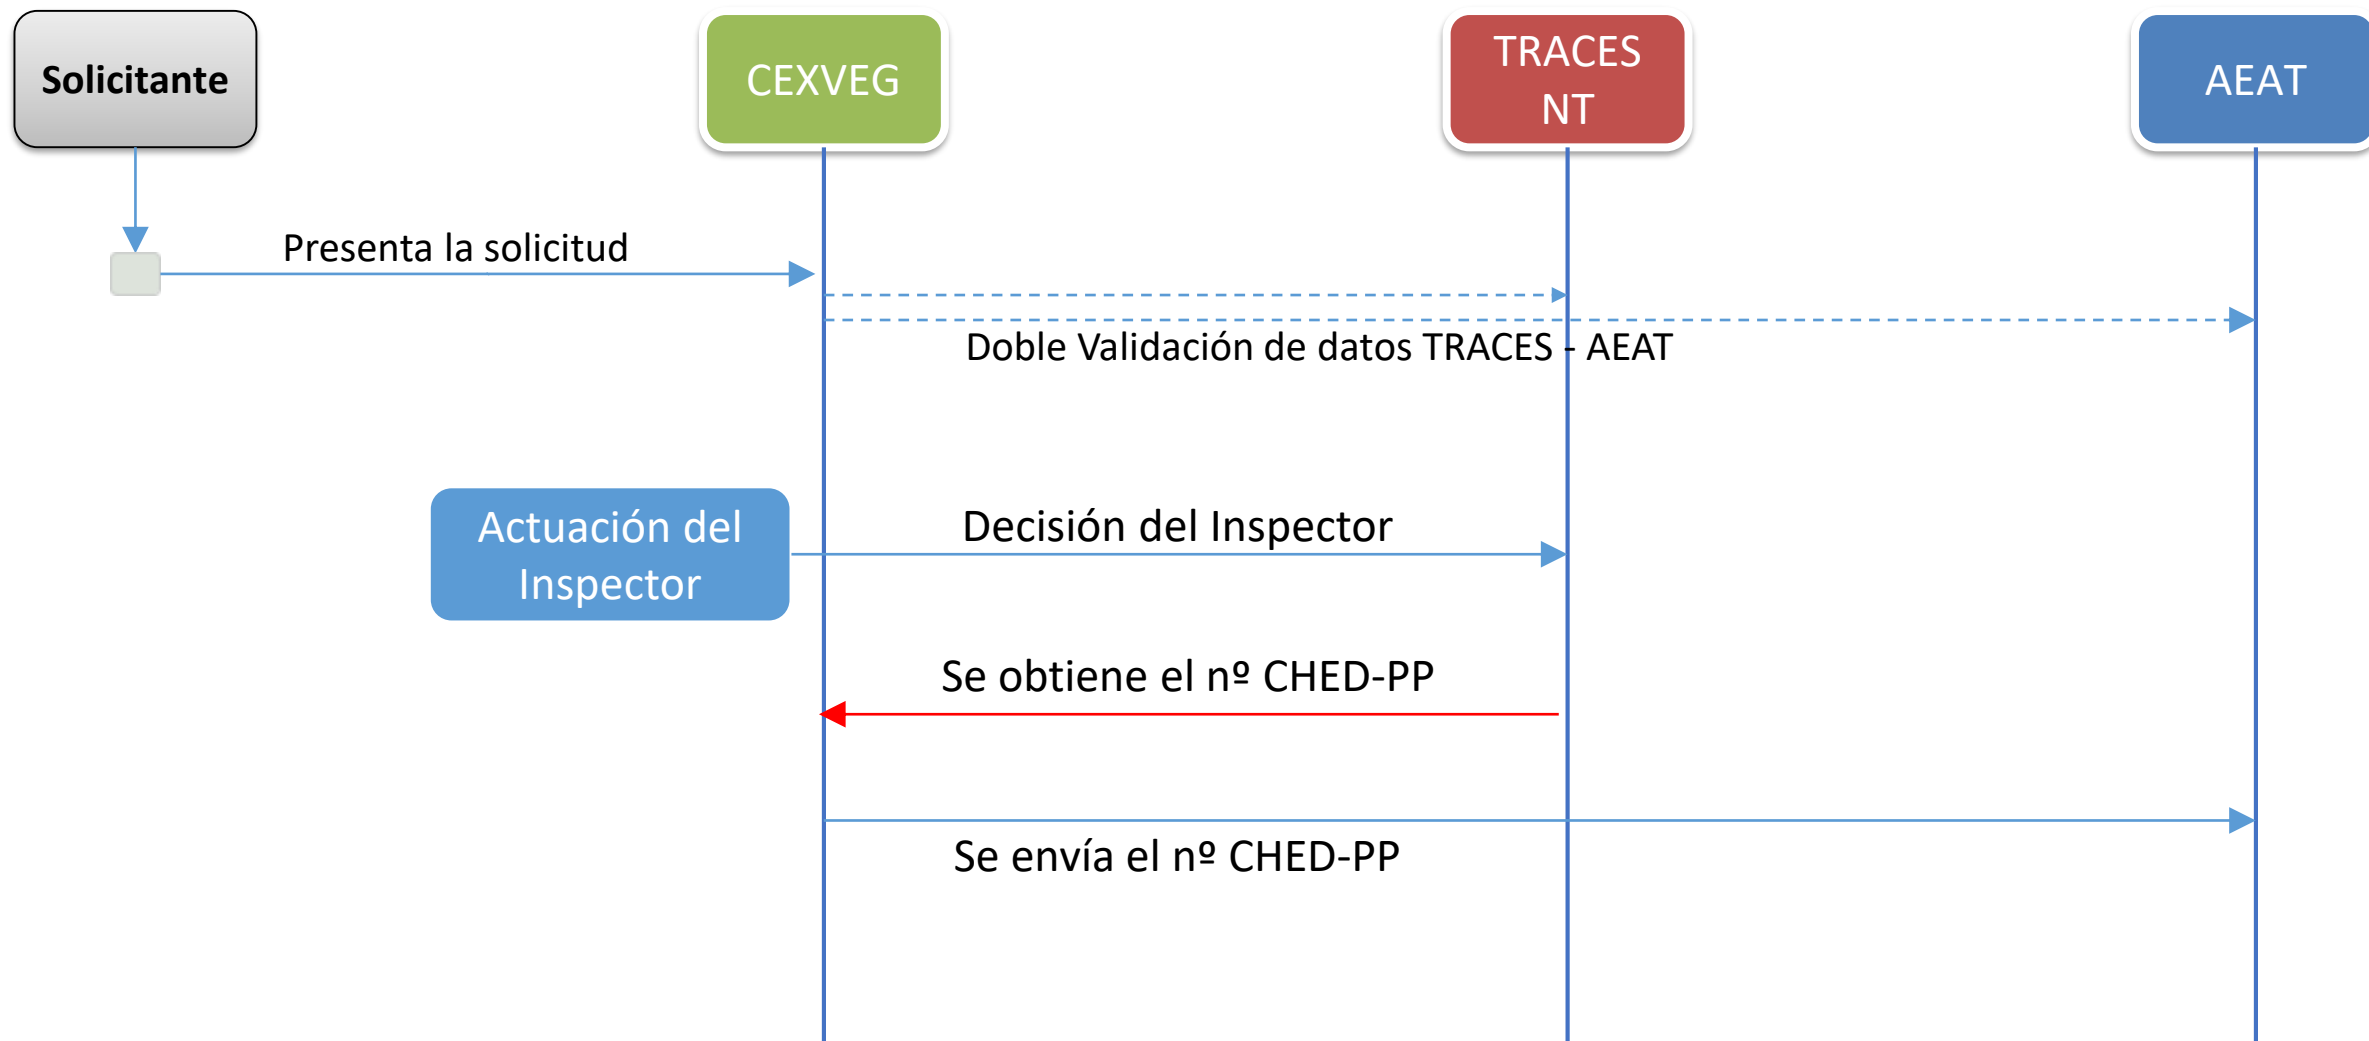 Solicitante
CEXVEG
TRACES
NT
AEAT
Presenta la solicitud
Doble Validación de datos TRACES - AEAT
Actuación del
Inspector
Decisión del Inspector
Se obtiene el nº CHED-PP
Se envía el nº CHED-PP